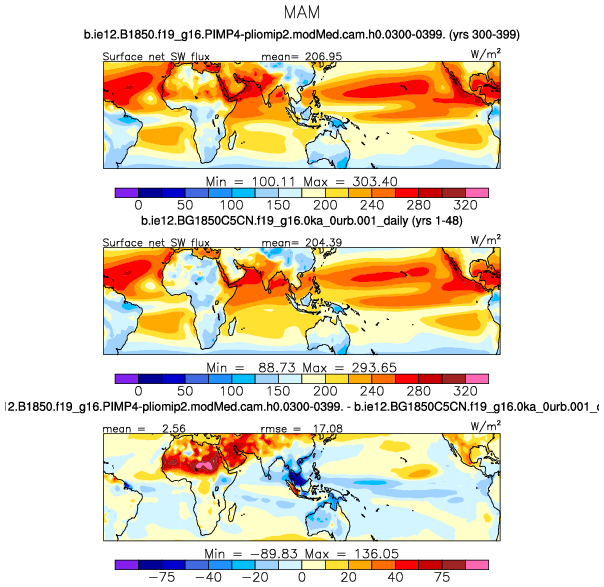 MAM
b.ie12.B1850.f19_g16.PIMP4-pliomip2.modMed.cam.h0.0300-0399. (yrs 300-399)
Surface net SW flux mean= 206.95 W/m²
Min = 100.11 Max = 303.40
0 50 100 150 200 240 280 320
b.ie12.BG1850C5CN.f19_g16.0ka_0urb.001_daily (yrs 1-48)
Surface net SW flux mean= 204.39 W/m²
Min = 88.73 Max = 293.65
0 50 100 150 200 240 280 320
12.B1850.f19_g16.PIMP4-pliomip2.modMed.cam.h0.0300-0399. - b.ie12.BG1850C5CN.f19_g16.0ka_0urb.001_
mean = 2.56 rmse = 17.08 W/m²
Min = −89.83 Max = 136.05
−75 −40 −20 0 20 40 75